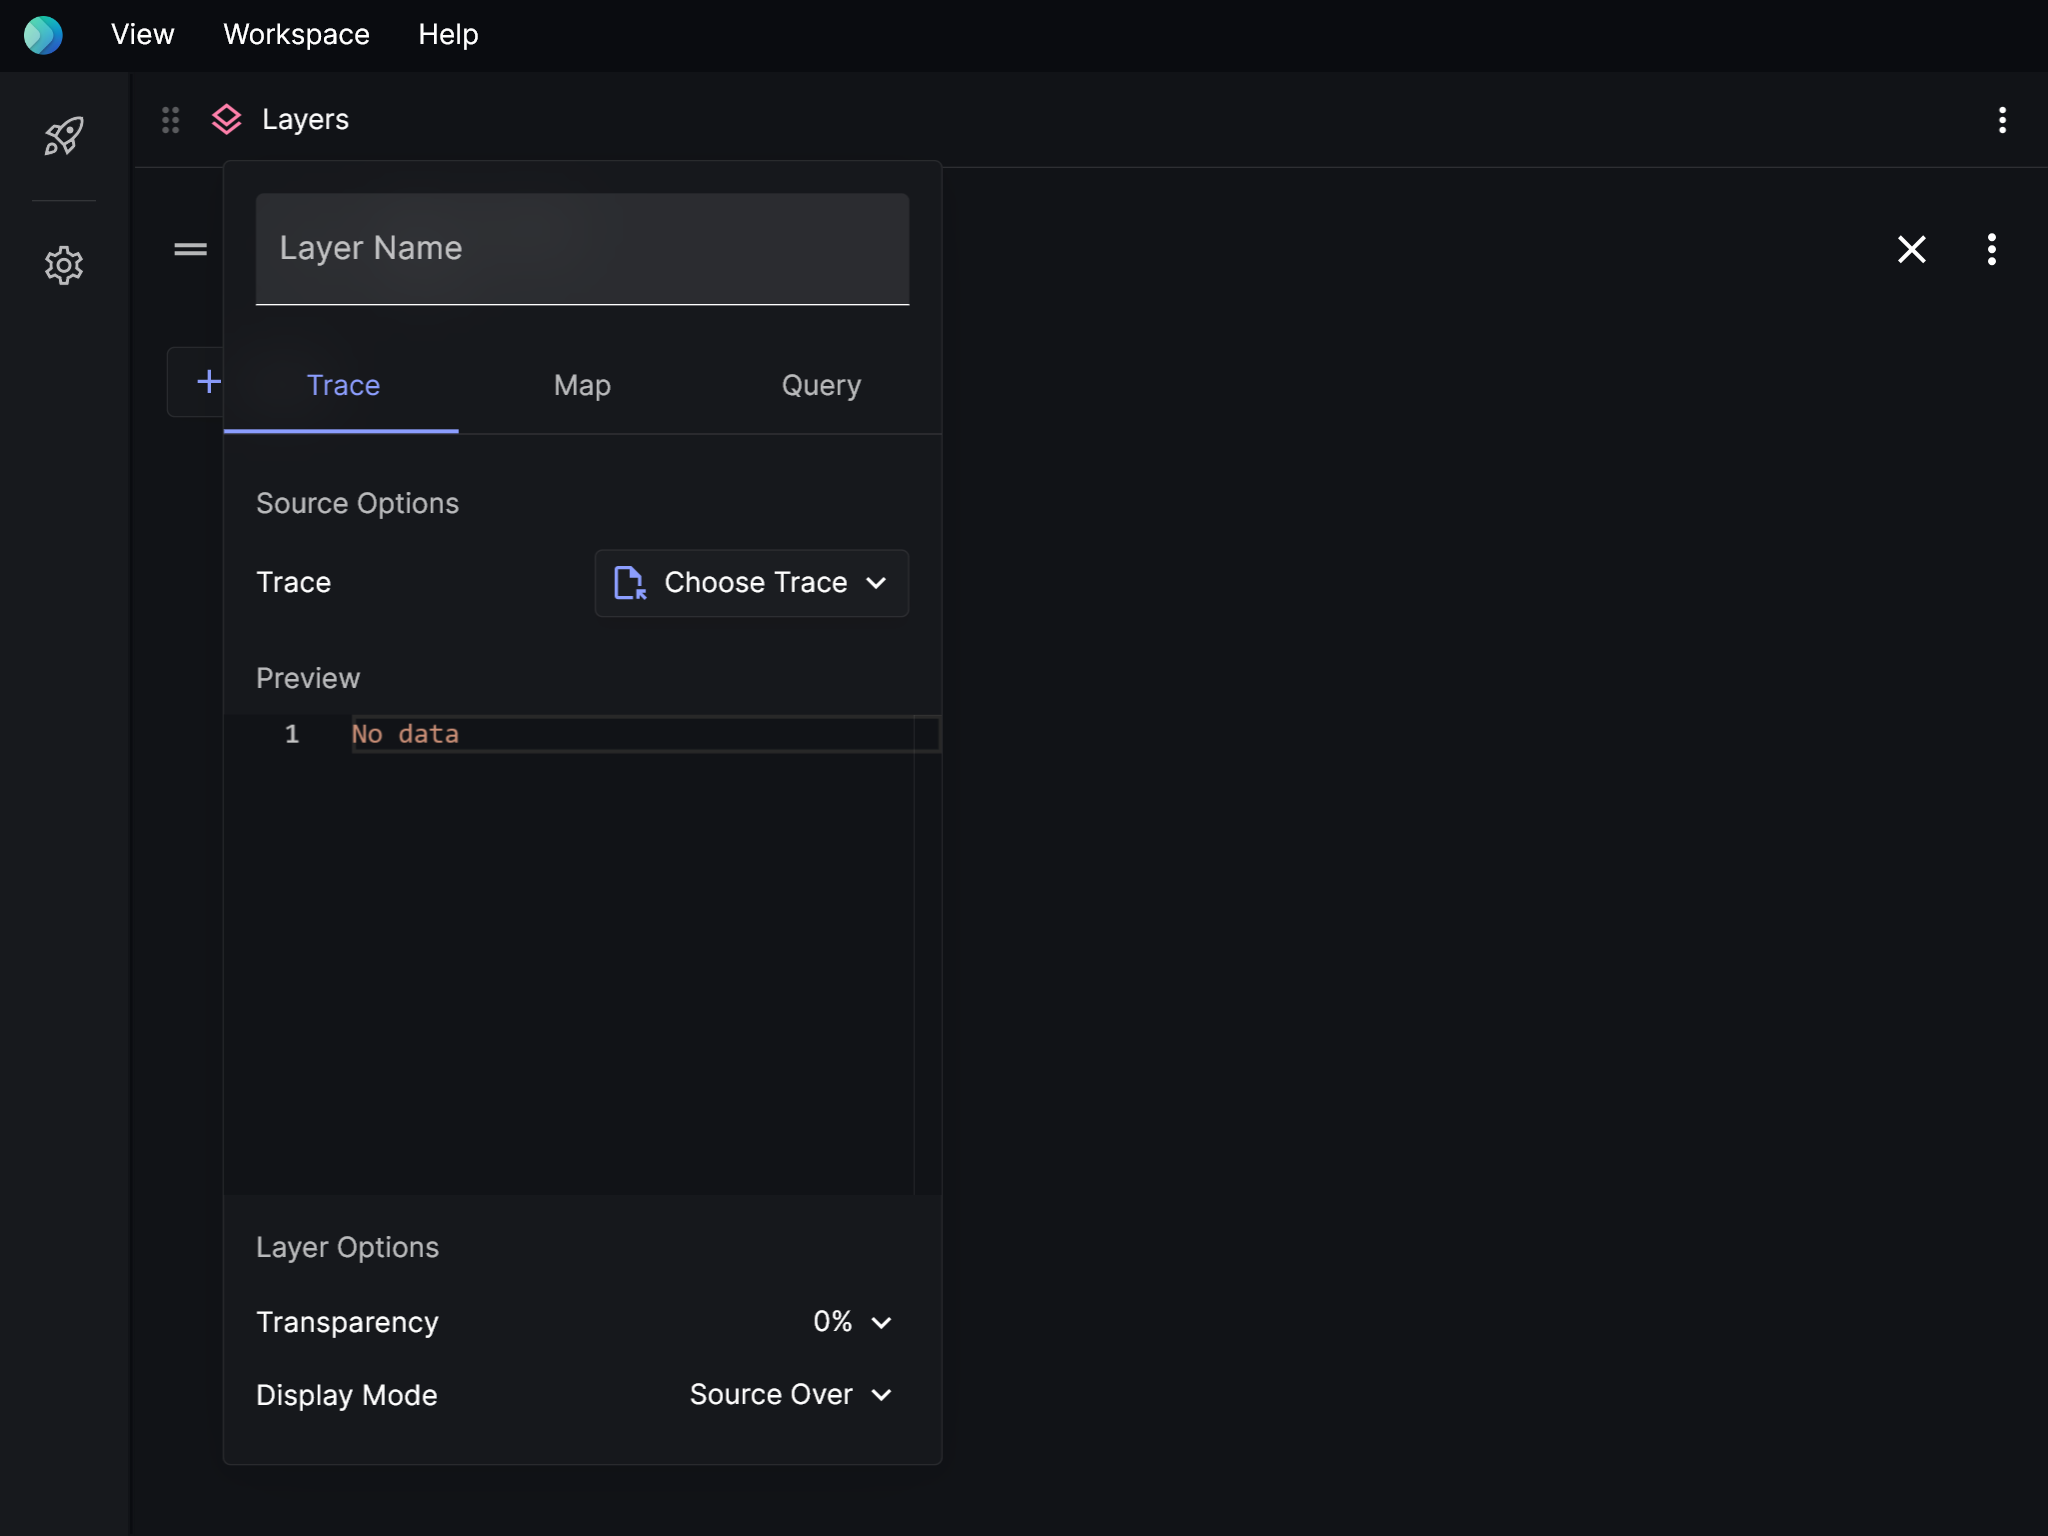 View Workspace Help
Layers
Layer Name
Trace Map Query
Source Options
Trace Choose Trace
Preview
1 No data
Layer Options
Transparency 0%
Display Mode Source Over